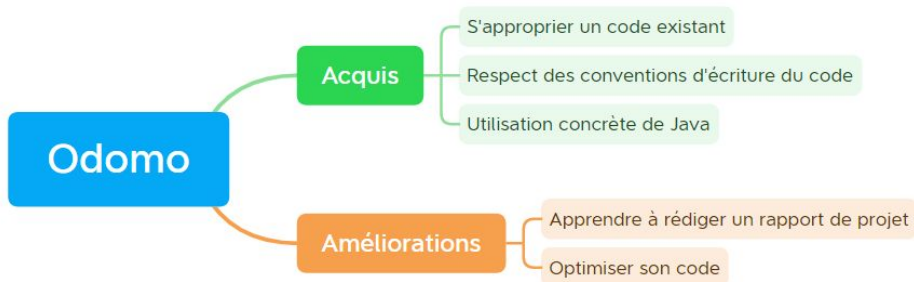 Odomo
Acquis
S'approprier un code existant
Respect des conventions d'écriture du code
Utilisation concrète de Java
Améliorations
Apprendre à rédiger un rapport de projet
Optimiser son code